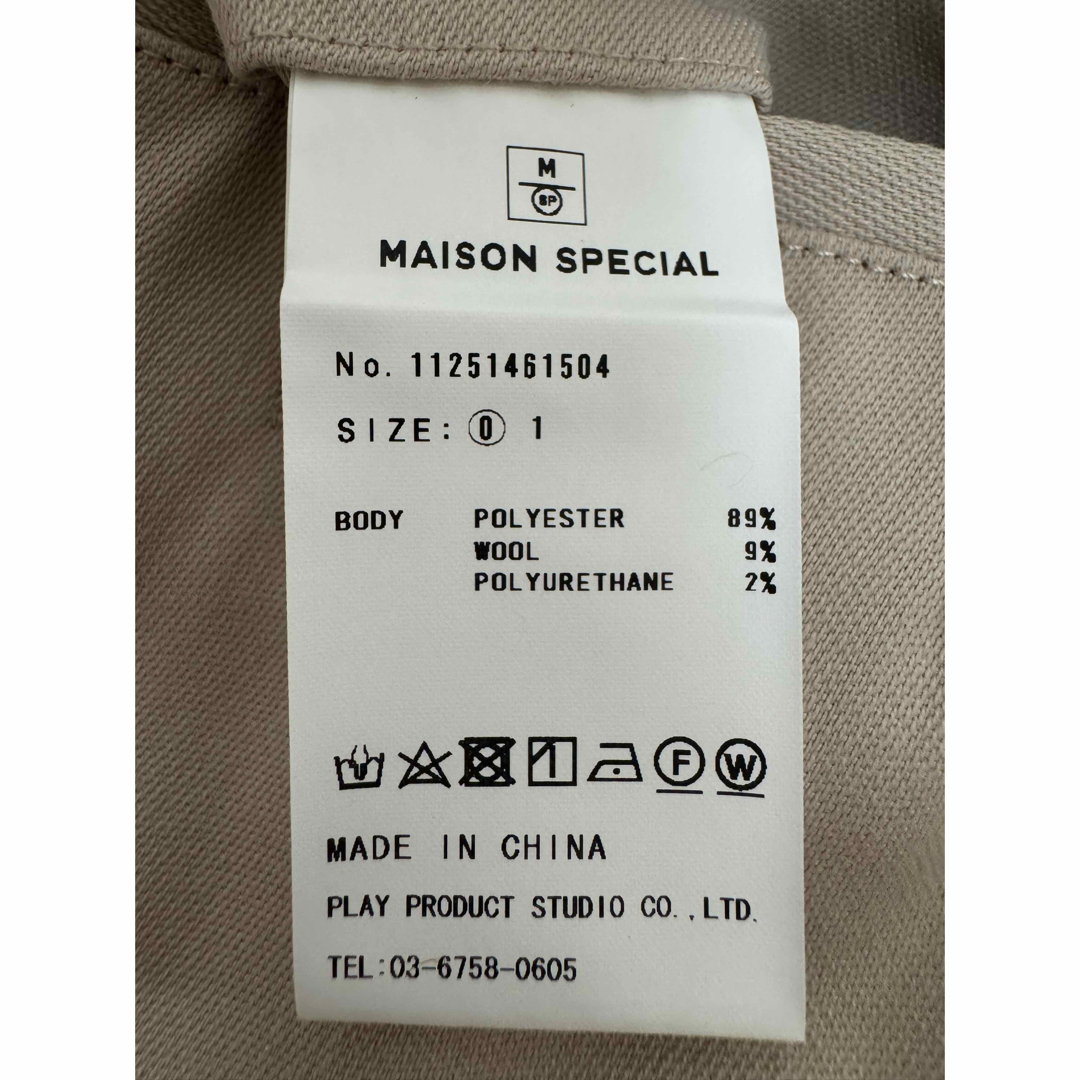 M
SP
MAISON SPECIAL
No. 11251461504
SIZE: 0 1
BODY POLYESTER 89%
WOOL 9%
POLYURETHANE 2%
F W
MADE IN CHINA
PLAY PRODUCT STUDIO CO.,LTD.
TEL:03-6758-0605